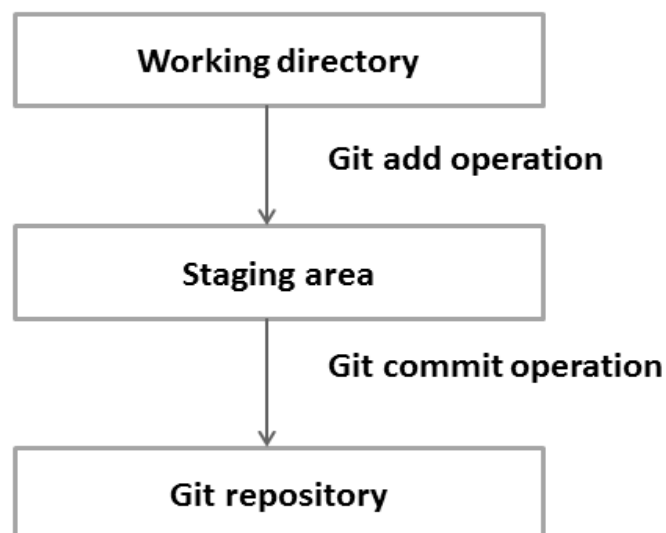 Working directory
Git add operation
Staging area
Git commit operation
Git repository